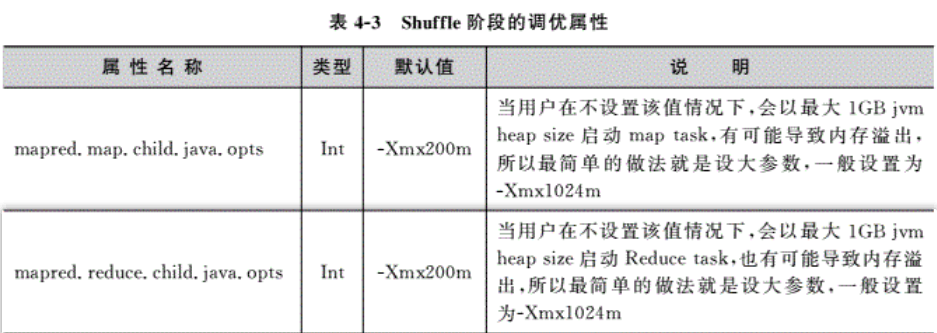 表 4-3 Shuffle 阶段的调优属性
属 性 名 称 类型 默认值 说 明
当用户在不设置该值情况下,会以最大 1GB jvm
heap size 启动 map task,有可能导致内存溢出,
所以最简单的做法就是设大参数,一般设置为
-Xmx1024m
mapred. map. child. java. opts Int -Xmx200m
当用户在不设置该值情况下,会以最大 1GB jvm
heap size 启动 Reduce task,也有可能导致内存溢
出,所以最简单的做法就是设大参数,一般设置
为-Xmx1024m
mapred. reduce. child. java. opts Int -Xmx200m